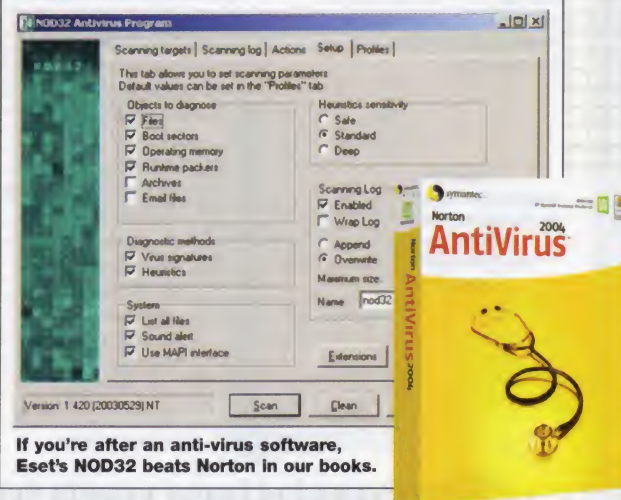 NOD32 Antivirus Program
Scanning targets
Scanning log
Actions
Setup
Profiles
This tab allows you to set scanning parameters
Default values can be set in the "Profiles" tab
Objects to diagnose
Files
Boot sectors
Operating memory
Runtime packers
Archives
Email files
Diagnostic methods
Virus signatures
Heuristics
System
List all files
Sound alert
Use MAPI interface
Heuristics sensitivity
Safe
Standard
Deep
Scanning Log
Enabled
Wrap Log
Append
Overwrite
Maximum size:
Name
nod32
Extensions
Version: 1.420 (20030529) NT
Scan
Clean
symantec
Norton
AntiVirus
2004
Norton AntiVirus 2004
If you're after an anti-virus software,
Eset's NOD32 beats Norton in our books.